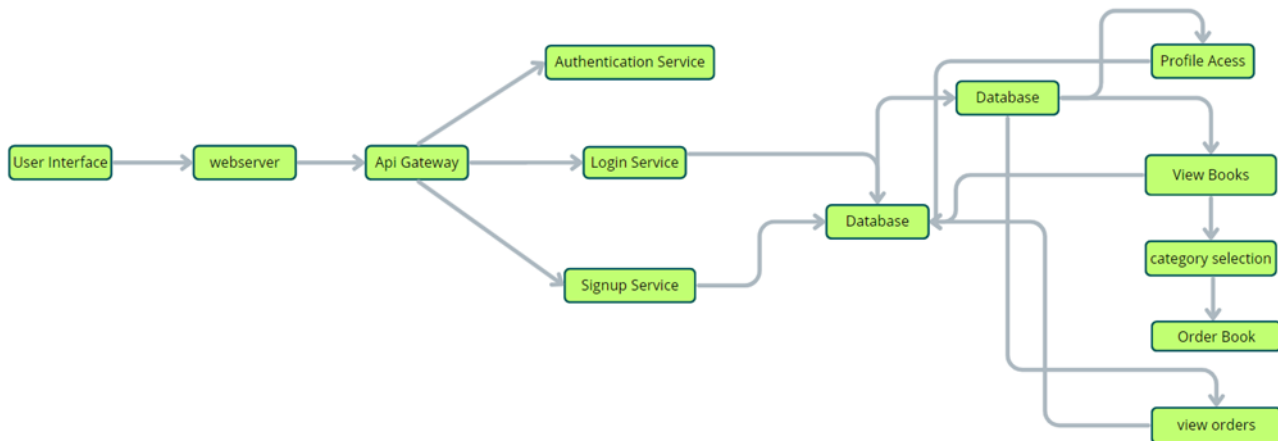 Authentication Service
Profile Acess
Database
User Interface
webserver
Api Gateway
Login Service
View Books
Database
category selection
Signup Service
Order Book
view orders